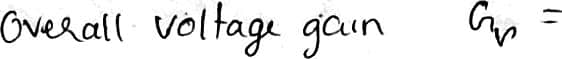 Overall voltage gain Gv =